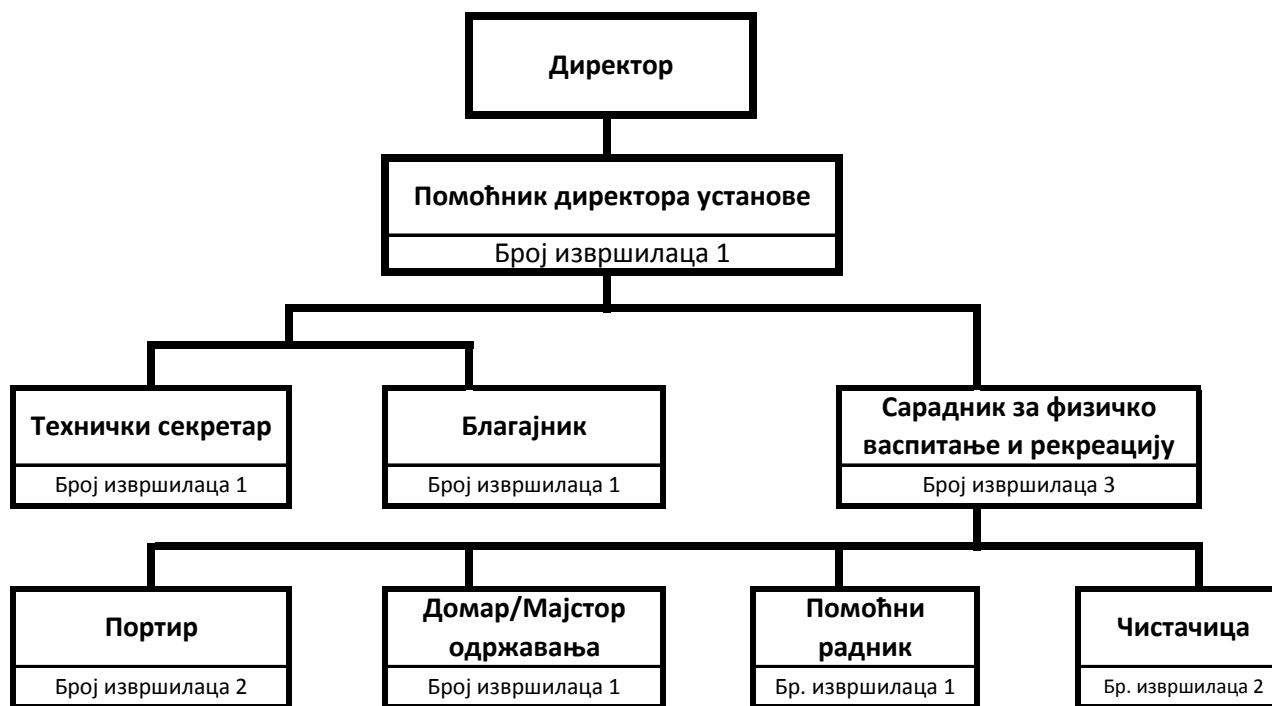 Директор
Помоћник директора установе
Број извршилаца 1
Технички секретар
Број извршилаца 1
Благајник
Број извршилаца 1
Сарадник за физичко
васпитање и рекреацију
Број извршилаца 3
Портир
Број извршилаца 2
Домар/Мајстор
одржавања
Број извршилаца 1
Помоћни
радник
Бр. извршилаца 1
Чистачица
Бр. извршилаца 2